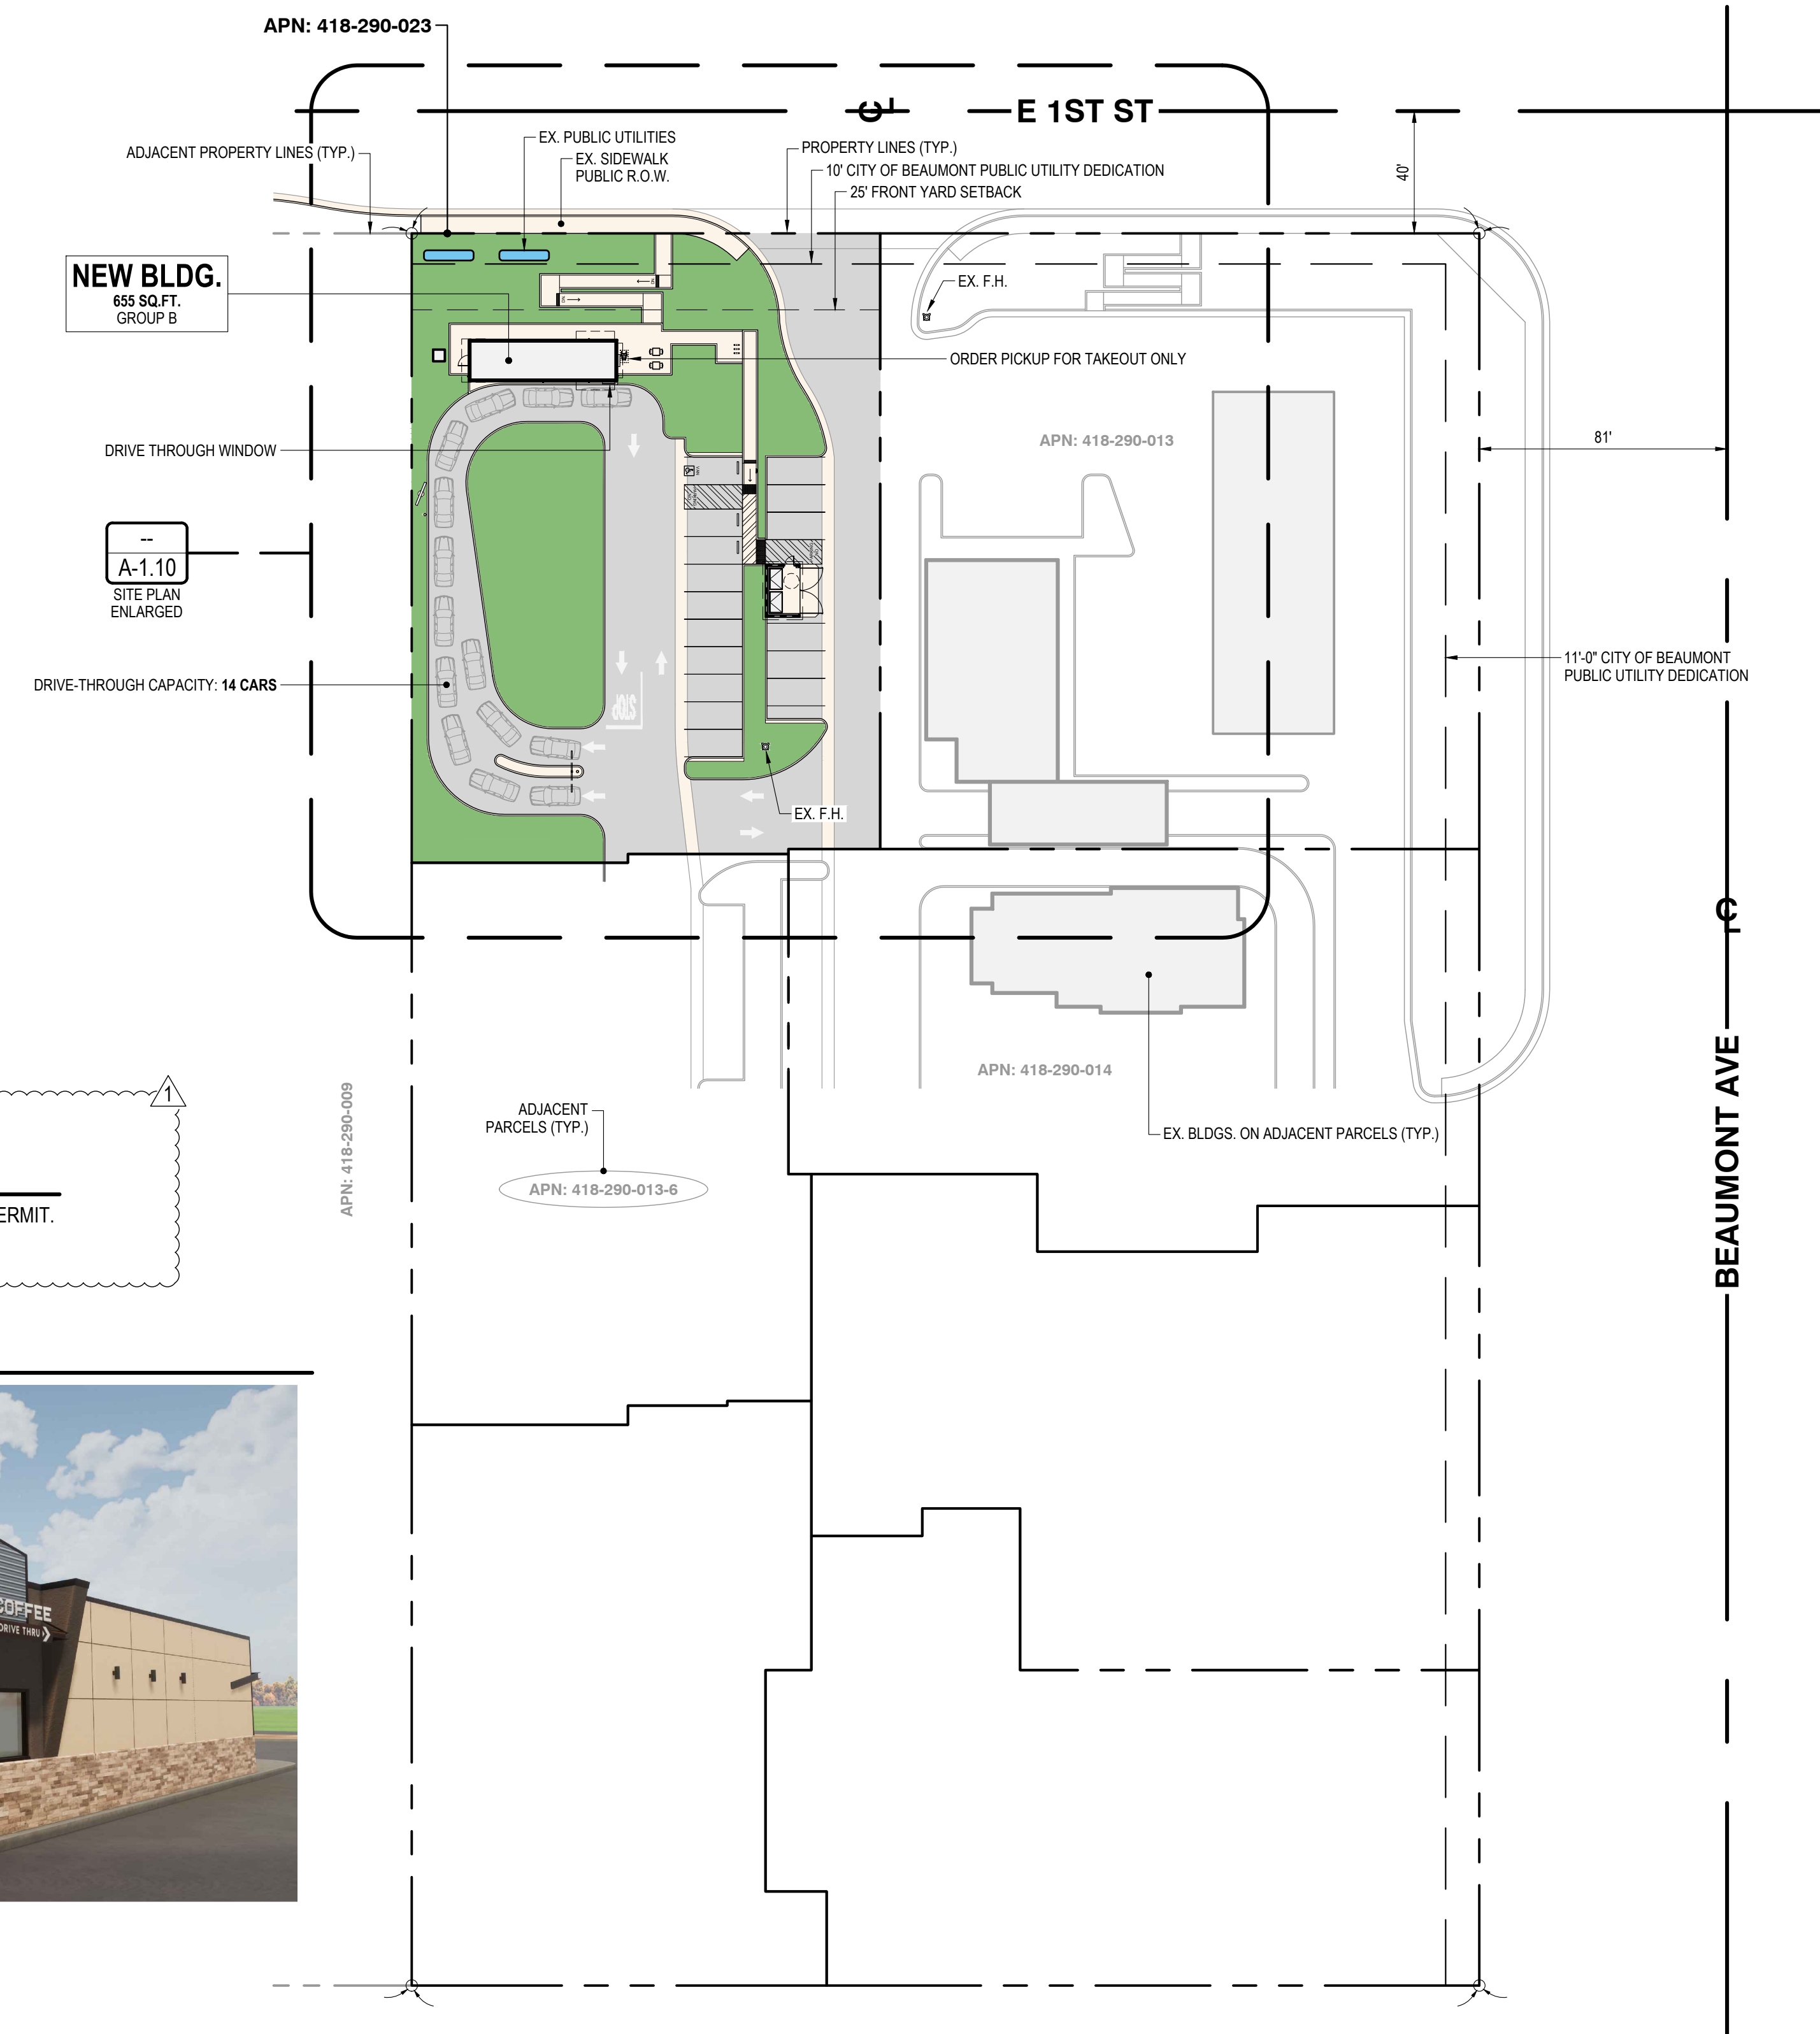 APN: 418-290-023
E 1ST ST
EX. PUBLIC UTILITIES
ADJACENT PROPERTY LINES (TYP.)
EX. SIDEWALK
PUBLIC R.O.W.
PROPERTY LINES (TYP.)
10' CITY OF BEAUMONT PUBLIC UTILITY DEDICATION
25' FRONT YARD SETBACK
40'
NEW BLDG.
655 SQ.FT.
GROUP B
EX. F.H.
ORDER PICKUP FOR TAKEOUT ONLY
DRIVE THROUGH WINDOW
APN: 418-290-013
81'
--
A-1.10
SITE PLAN
ENLARGED
11'-0" CITY OF BEAUMONT
PUBLIC UTILITY DEDICATION
DRIVE-THROUGH CAPACITY: 14 CARS
STOP
EX. F.H.
CL
BEAUMONT AVE
APN: 418-290-014
1
APN: 418-290-009
ADJACENT
PARCELS (TYP.)
EX. BLDGS. ON ADJACENT PARCELS (TYP.)
APN: 418-290-013-6
ERMIT.
COFFEE
DRIVE THRU